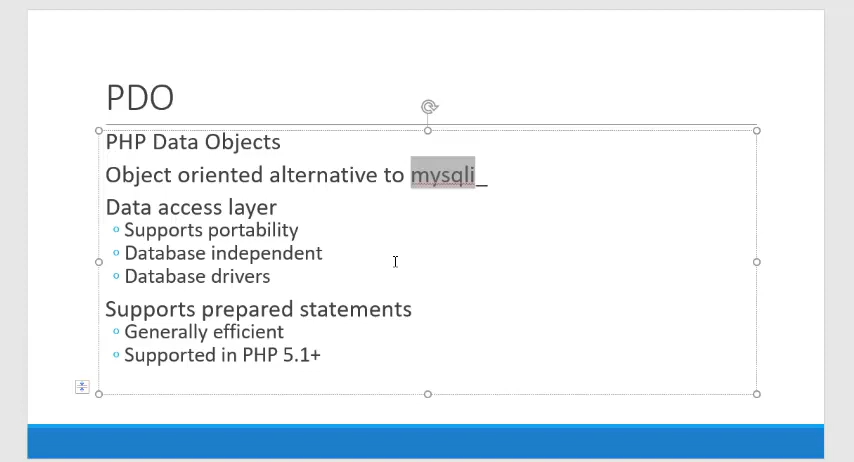 PDO
PHP Data Objects
Object oriented alternative to mysqli_
Data access layer
Supports portability
Database independent
Database drivers
Supports prepared statements
Generally efficient
Supported in PHP 5.1+